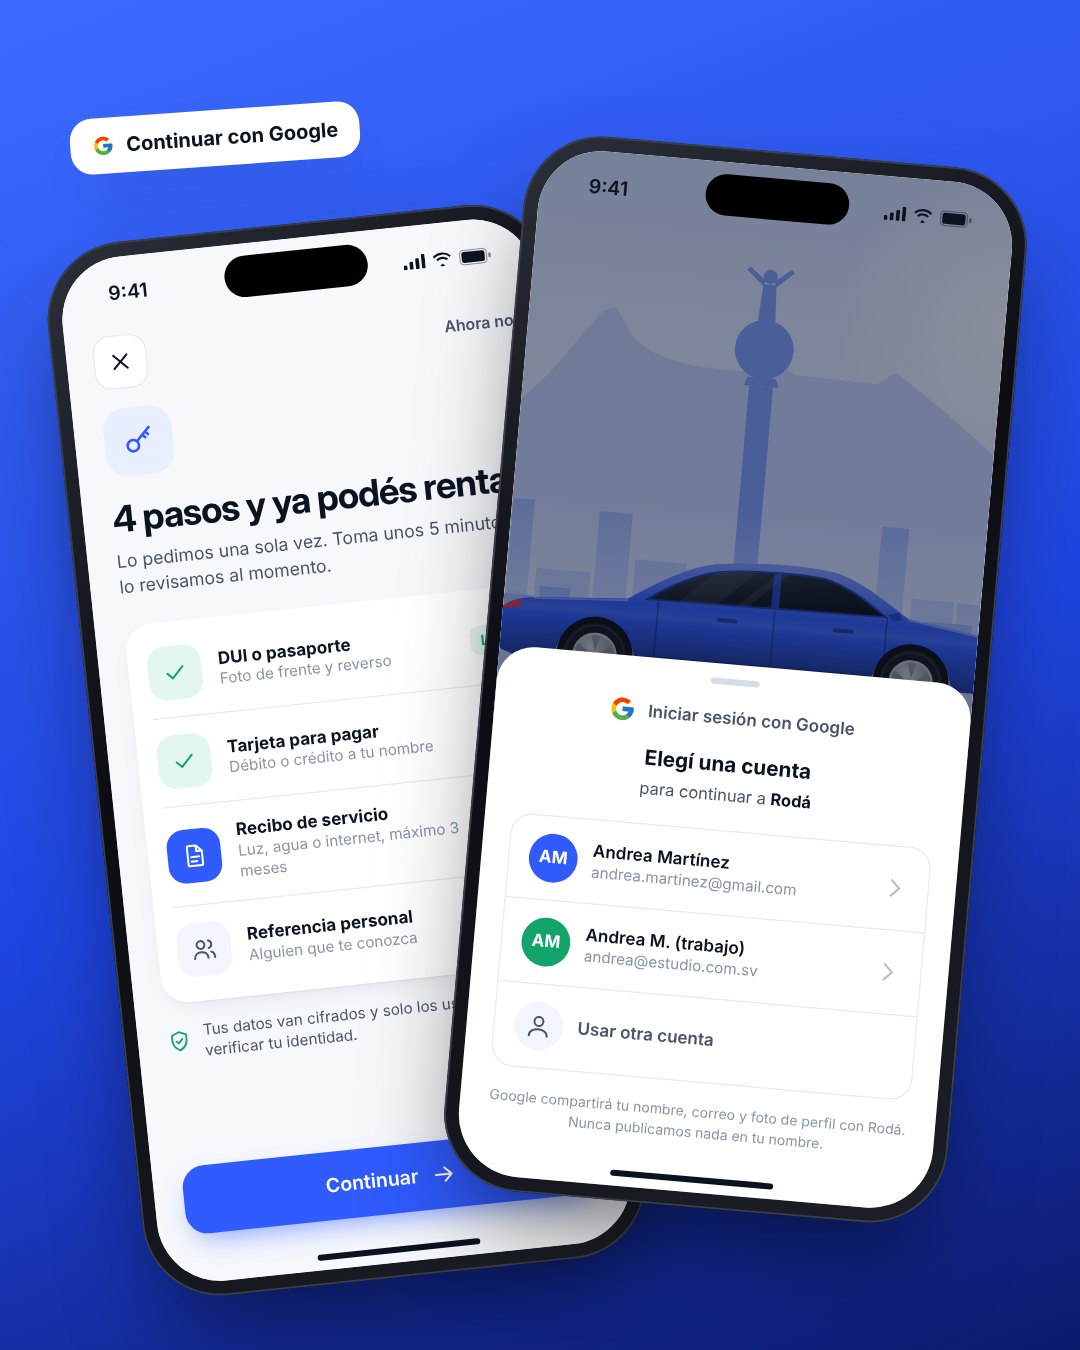 Continuar con Google
9:41
Ahora no
4 pasos y ya podés
Lo pedimos una sola vez. Toma unos 5
lo revisamos al momento.
DUI o pasaporte
Foto de frente y reverso
Tarjeta para pagar
Débito o crédito a tu nombre
Recibo de servicio
Luz, agua o internet, máximo 3
meses
Referencia personal
Alguien que te conozca
Tus datos van cifrados y solo los
verificar tu identidad.
Continuar
9:41
Iniciar sesión con Google
Elegí una cuenta
para continuar a Rodá
AM
Andrea Martínez
andrea.martinez@gmail.com
AM
Andrea M. (trabajo)
andrea@estudio.com.sv
Usar otra cuenta
Google compartirá tu nombre, correo y foto de perfil con Rodá.
Nunca publicamos nada en tu nombre.